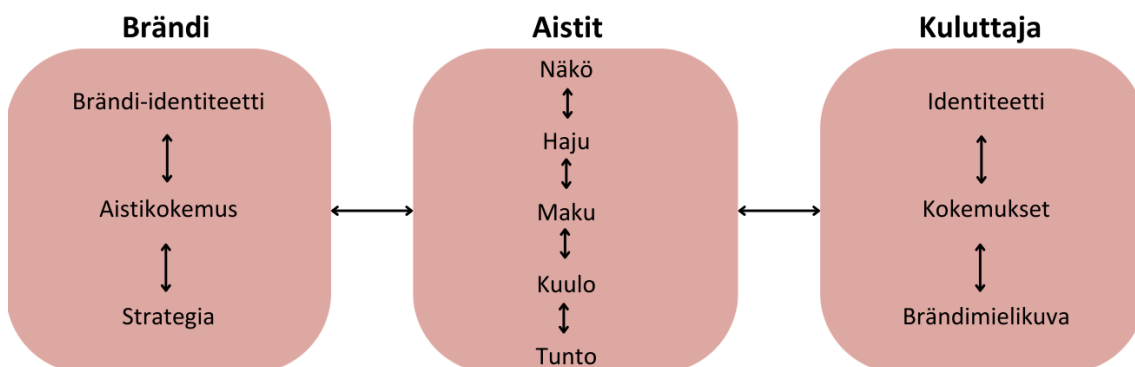 Brändi
Brändi-identiteetti
Aistikokemus
Strategia
Aistit
Näkö
Haju
Maku
Kuulo
Tunto
Kuluttaja
Identiteetti
Kokemukset
Brändimielikuva